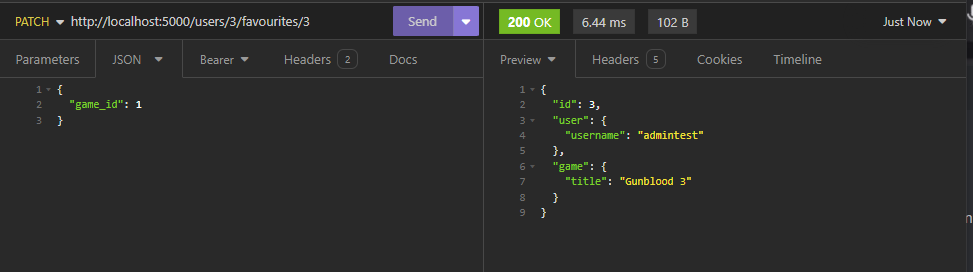 PATCH http://localhost:5000/users/3/favourites/3 Send 200 OK 6.44 ms 102 B Just Now
Parameters JSON Bearer Headers 2 Docs Preview Headers 5 Cookies Timeline
1 {
2 "game_id": 1
3 }
1 {
2 "id": 3,
3 "user": {
4 "username": "admintest"
5 },
6 "game": {
7 "title": "Gunblood 3"
8 }
9 }